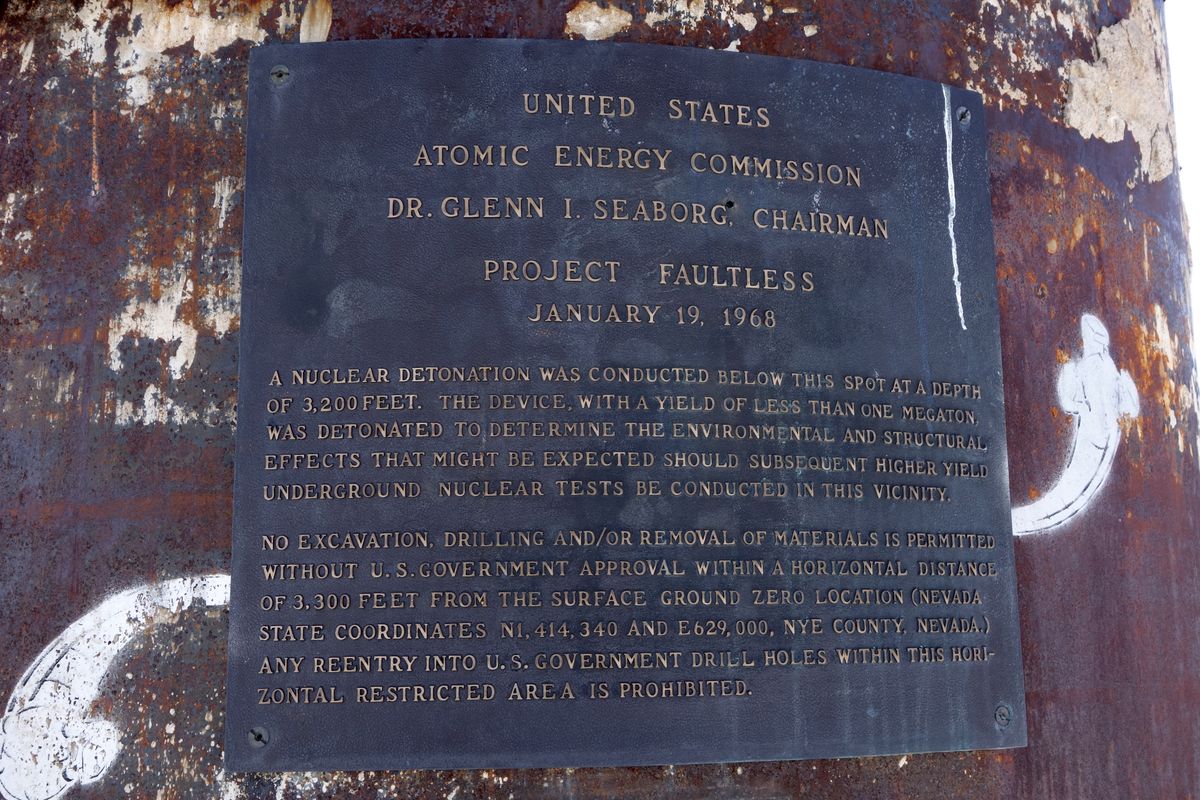 UNITED STATES
ATOMIC ENERGY COMMISSION
DR. GLENN I. SEABORG, CHAIRMAN
PROJECT FAULTLESS
JANUARY 19, 1968
A NUCLEAR DETONATION WAS CONDUCTED BELOW THIS SPOT AT A DEPTH
OF 3,200 FEET. THE DEVICE, WITH A YIELD OF LESS THAN ONE MEGATON,
WAS DETONATED TO DETERMINE THE ENVIRONMENTAL AND STRUCTURAL
EFFECTS THAT MIGHT BE EXPECTED SHOULD SUBSEQUENT HIGHER YIELD
UNDERGROUND NUCLEAR TESTS BE CONDUCTED IN THIS VICINITY.
NO EXCAVATION, DRILLING AND/OR REMOVAL OF MATERIALS IS PERMITTED
WITHOUT U.S. GOVERNMENT APPROVAL WITHIN A HORIZONTAL DISTANCE
OF 3,300 FEET FROM THE SURFACE GROUND ZERO LOCATION (NEVADA
STATE COORDINATES N1,414,340 AND E629,000, NYE COUNTY, NEVADA.)
ANY REENTRY INTO U.S. GOVERNMENT DRILL HOLES WITHIN THIS HORI-
ZONTAL RESTRICTED AREA IS PROHIBITED.